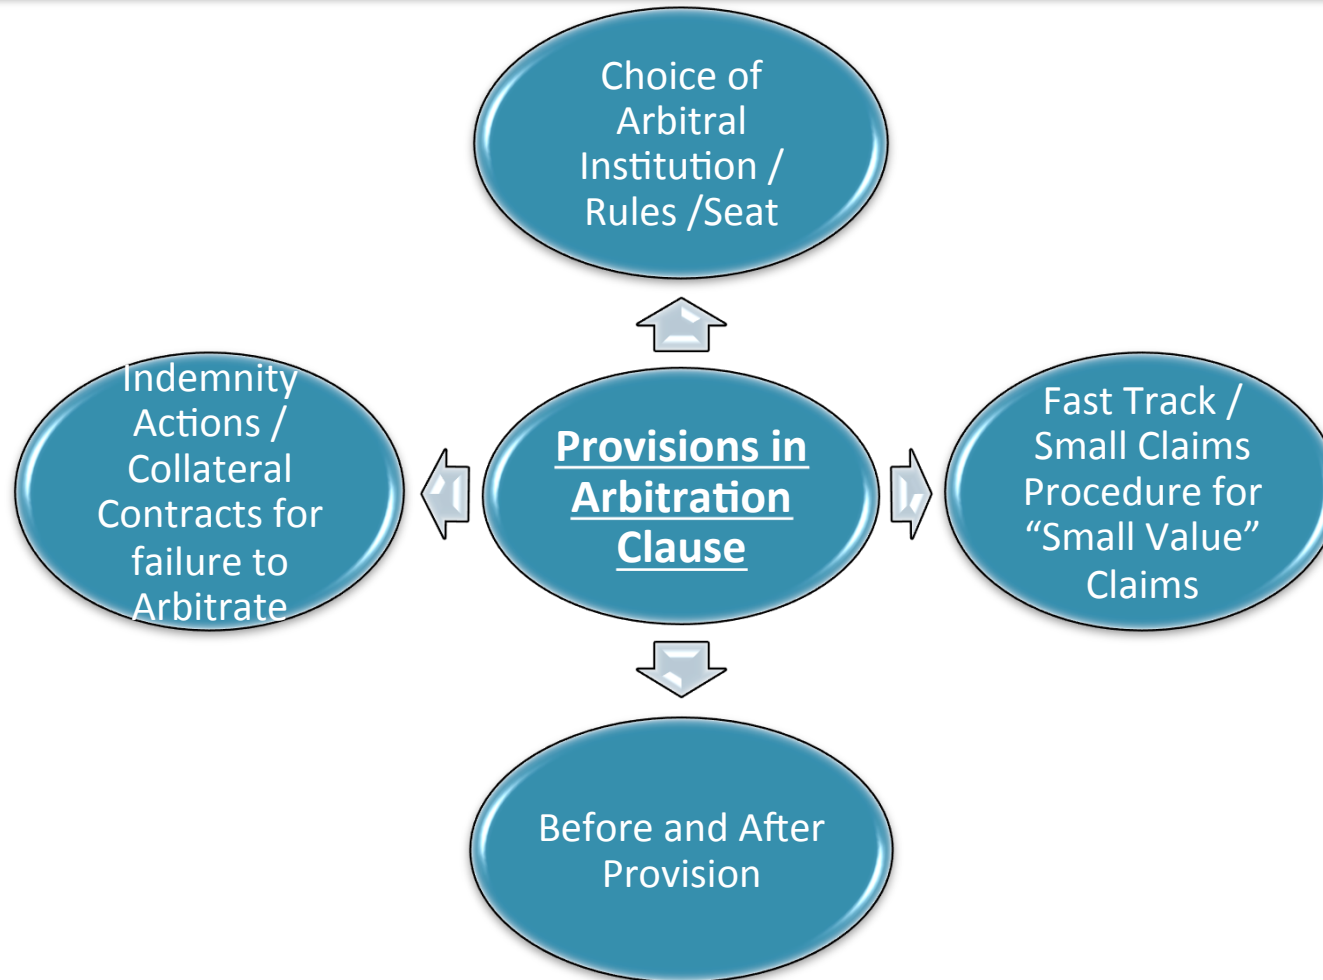 Choice of
Arbitral
Institution /
Rules /Seat
Indemnity
Actions /
Collateral
Contracts for
failure to
Arbitrate
Provisions in
Arbitration
Clause
Fast Track /
Small Claims
Procedure for
“Small Value”
Claims
Before and After
Provision